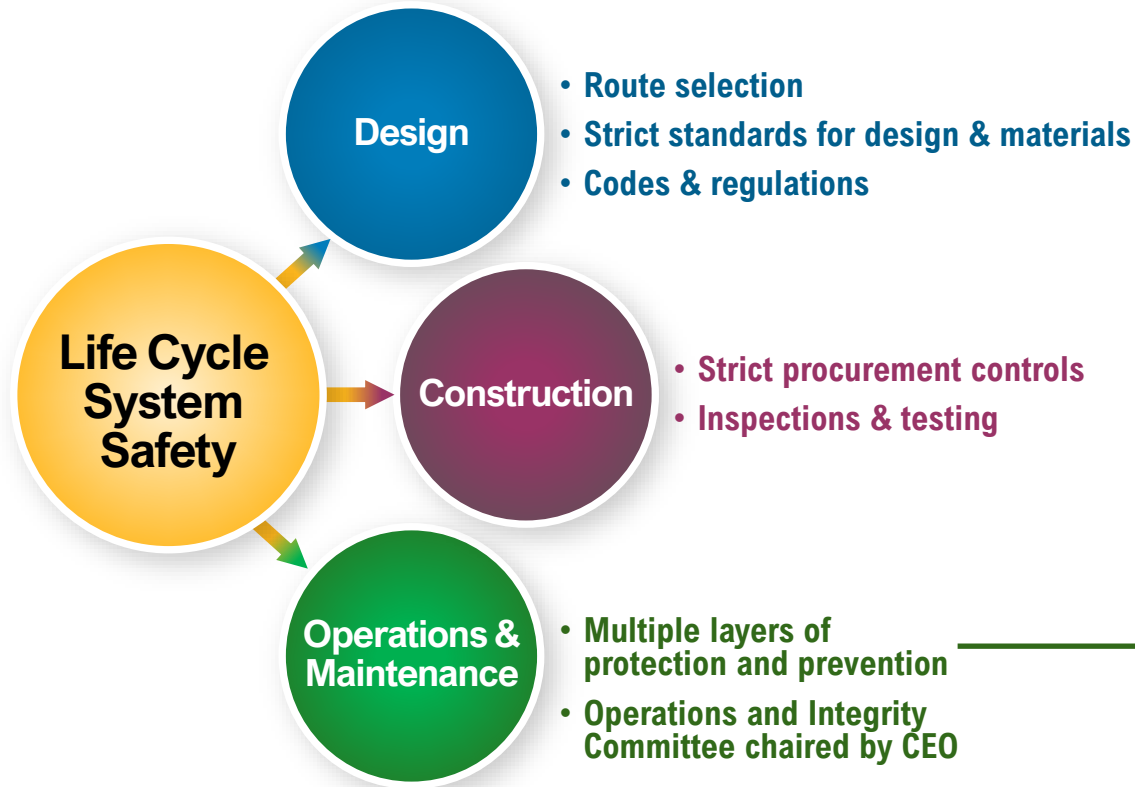 Life Cycle
System
Safety
Design
• Route selection
• Strict standards for design & materials
• Codes & regulations
Construction
• Strict procurement controls
• Inspections & testing
Operations &
Maintenance
• Multiple layers of
protection and prevention
• Operations and Integrity
Committee chaired by CEO